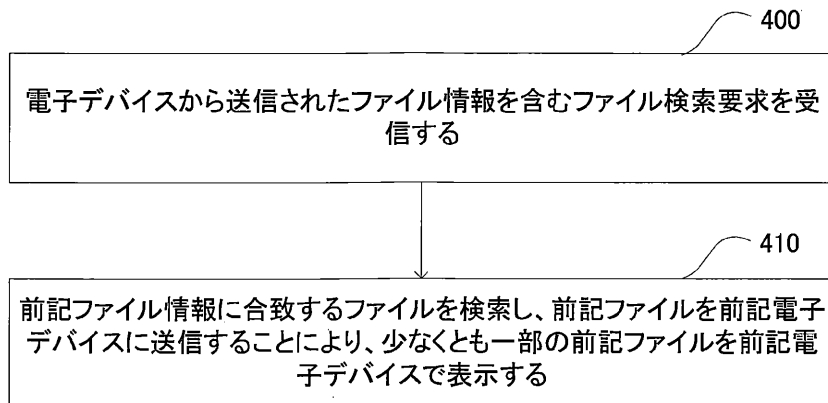 400
電子デバイスから送信されたファイル情報を含むファイル検索要求を受
信する
410
前記ファイル情報に合致するファイルを検索し、前記ファイルを前記電子
デバイスに送信することにより、少なくとも一部の前記ファイルを前記電
子デバイスで表示する